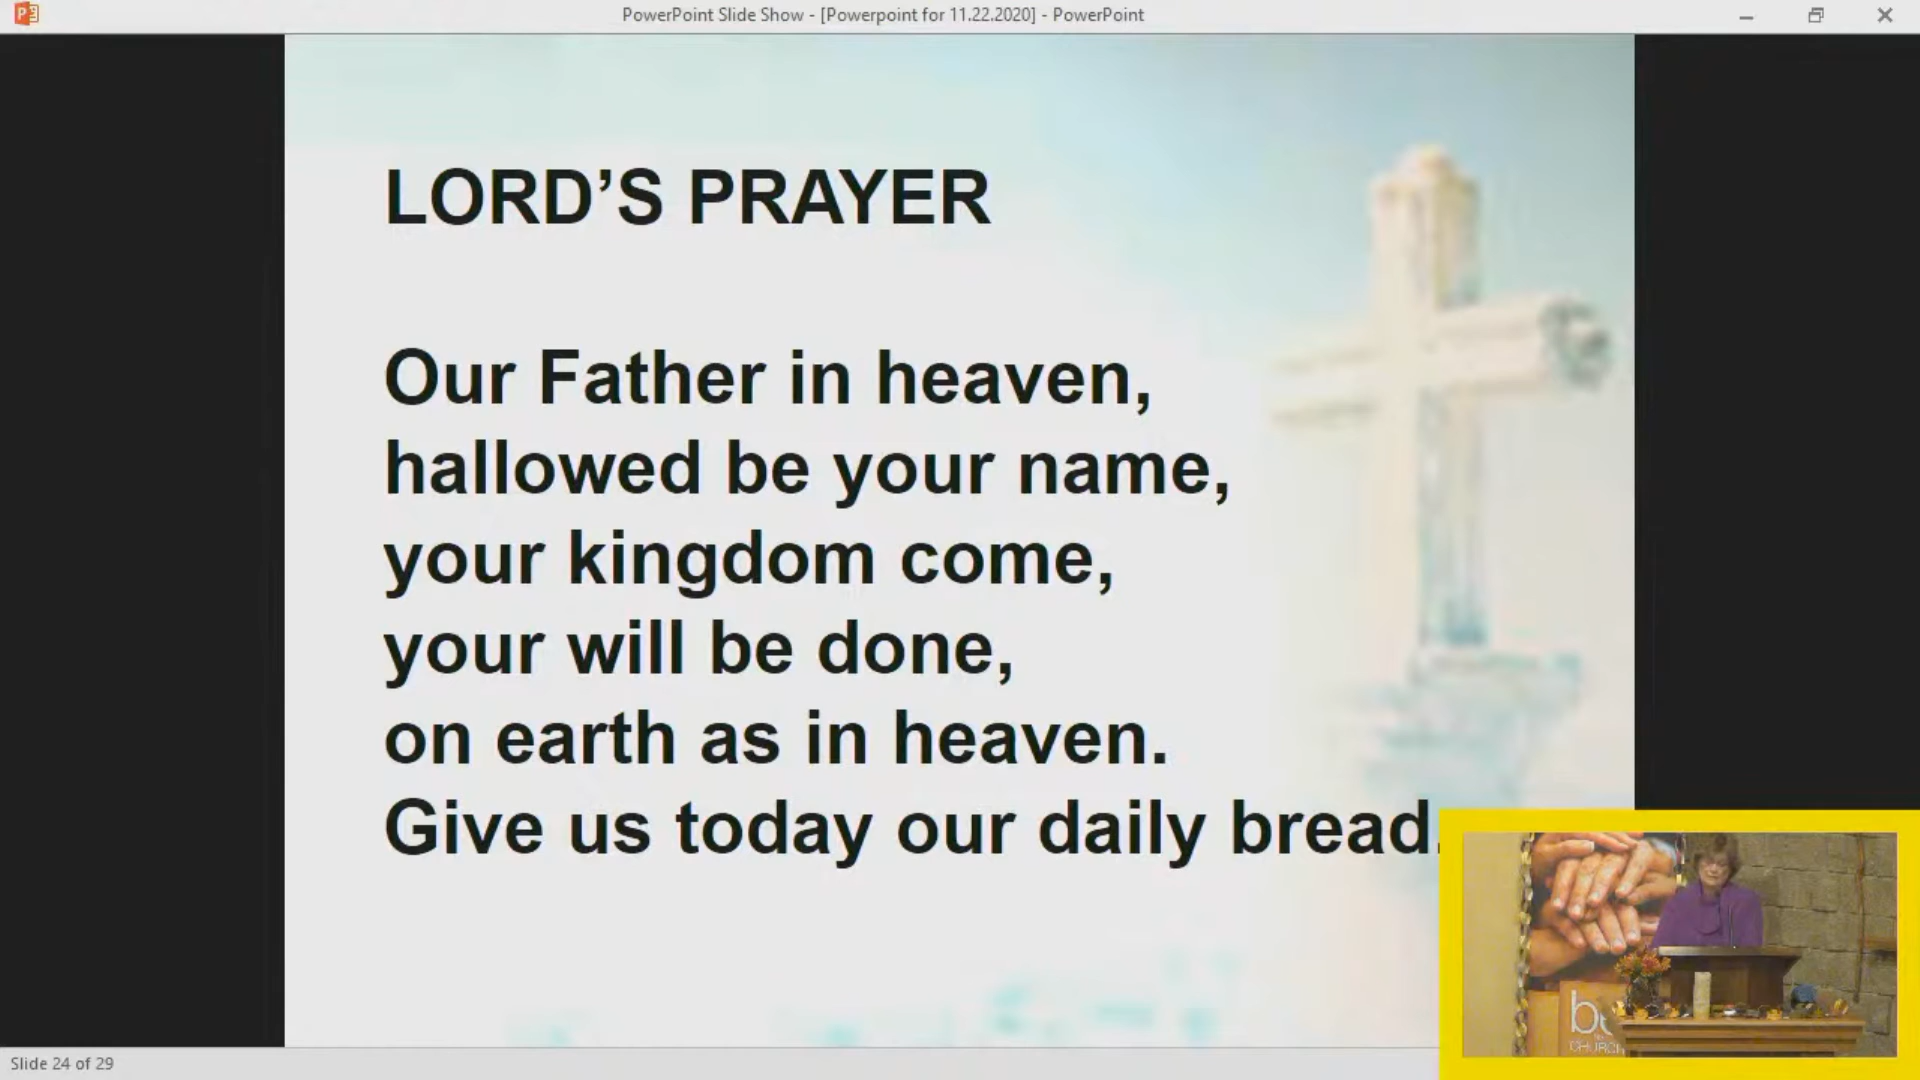 PowerPoint Slide Show - [Powerpoint for 11.22.2020] - PowerPoint
LORD’S PRAYER
Our Father in heaven,
hallowed be your name,
your kingdom come,
your will be done,
on earth as in heaven.
Give us today our daily bread.
CHURCH
Slide 24 of 29